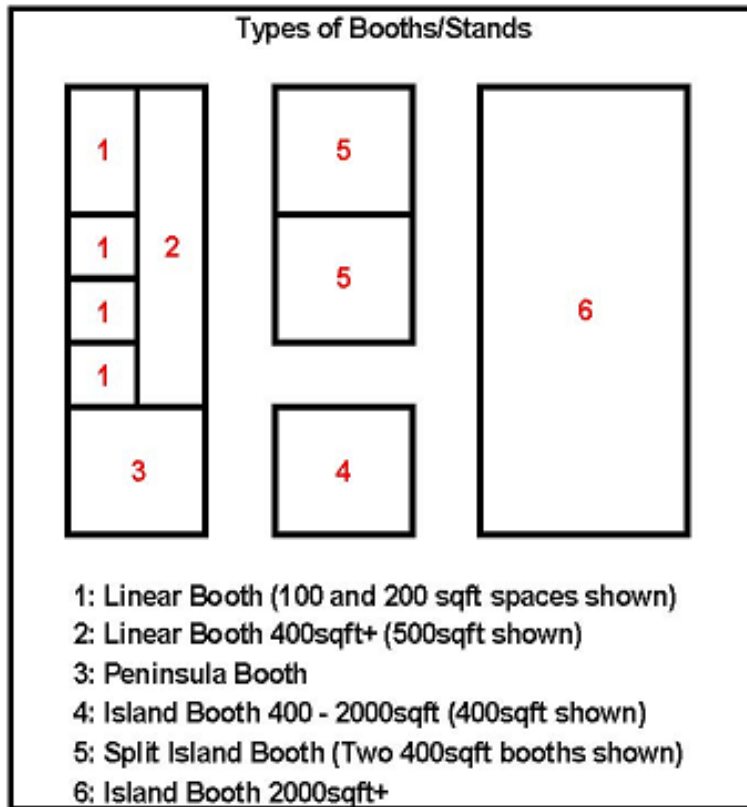 Types of Booths/Stands
1
5
1
2
5
1
6
1
3
4
1: Linear Booth (100 and 200 sqft spaces shown)
2: Linear Booth 400sqft+ (500sqft shown)
3: Peninsula Booth
4: Island Booth 400 - 2000sqft (400sqft shown)
5: Split Island Booth (Two 400sqft booths shown)
6: Island Booth 2000sqft+